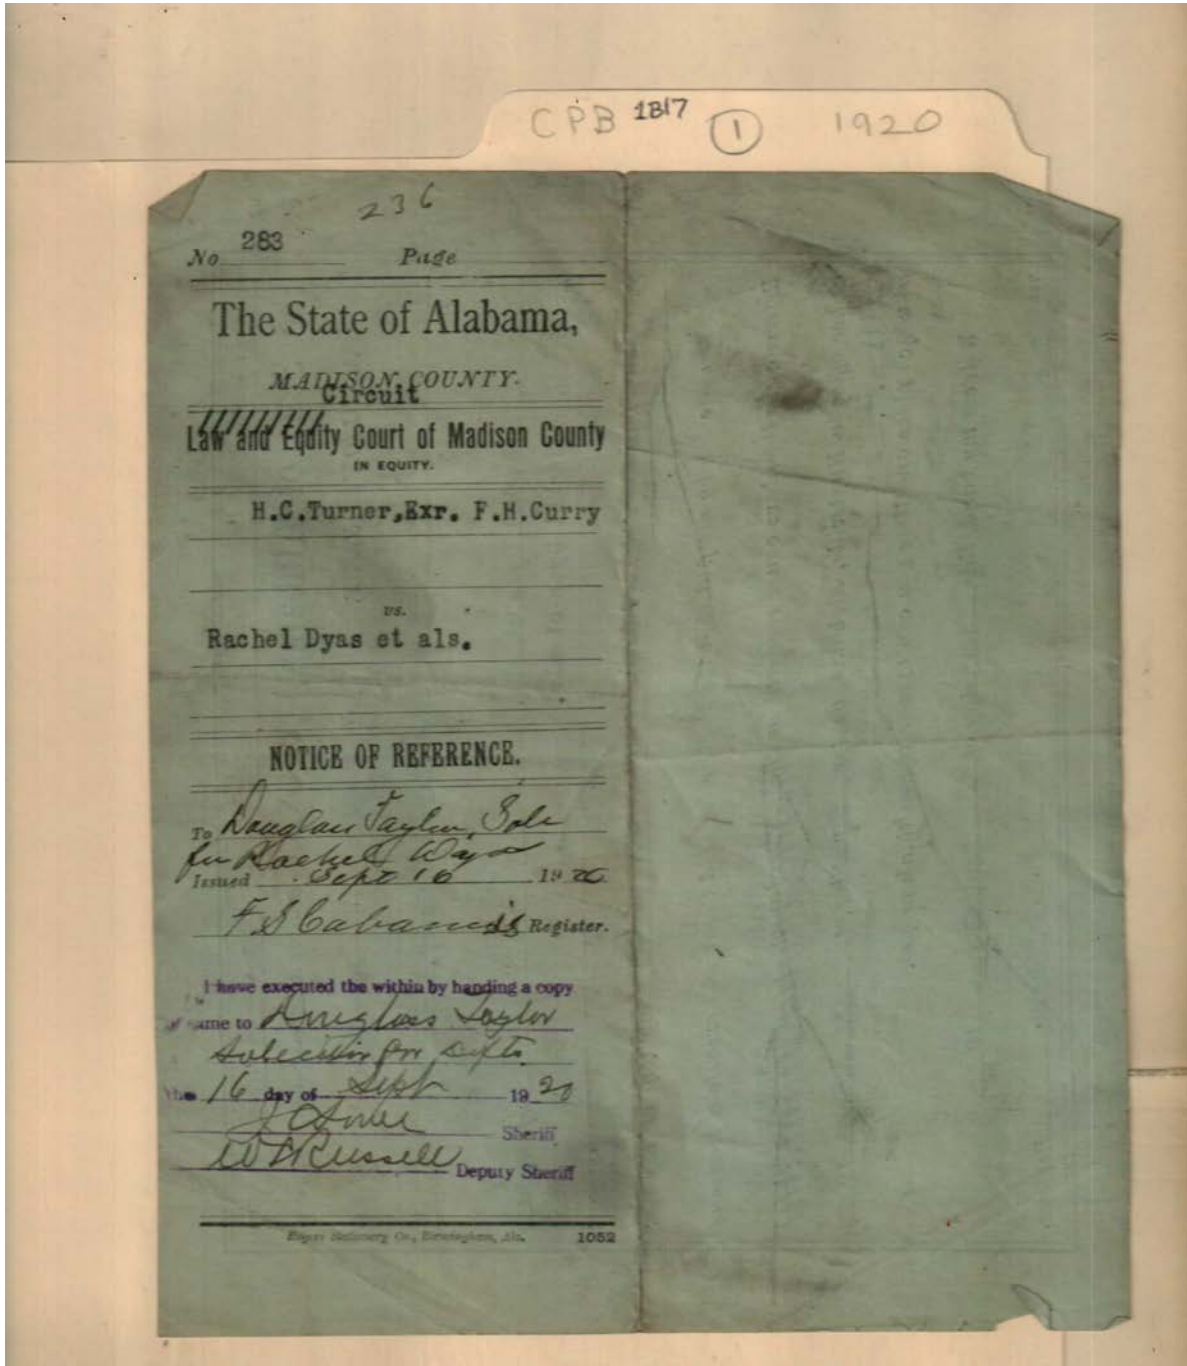 CPB 1817 1 1920
236
No 283 Page
The State of Alabama,
MADISON COUNTY.
Circuit
Law and Equity Court of Madison County
IN EQUITY.
H.C.Turner,Exr. F.H.Curry
vs.
Rachel Dyas et als.
NOTICE OF REFERENCE.
To Douglass Taylor, Sol
for Rachel Dyas
Issued Sept 16 1920
F S Cabaniss Register.
I have executed the within by handing a copy
of same to Douglass Taylor
Solicitor for Defts.
the 16 day of Sept 1920
Sheriff
W Russell Deputy Sheriff
Stationery Co., Birmingham, Ala. 1052